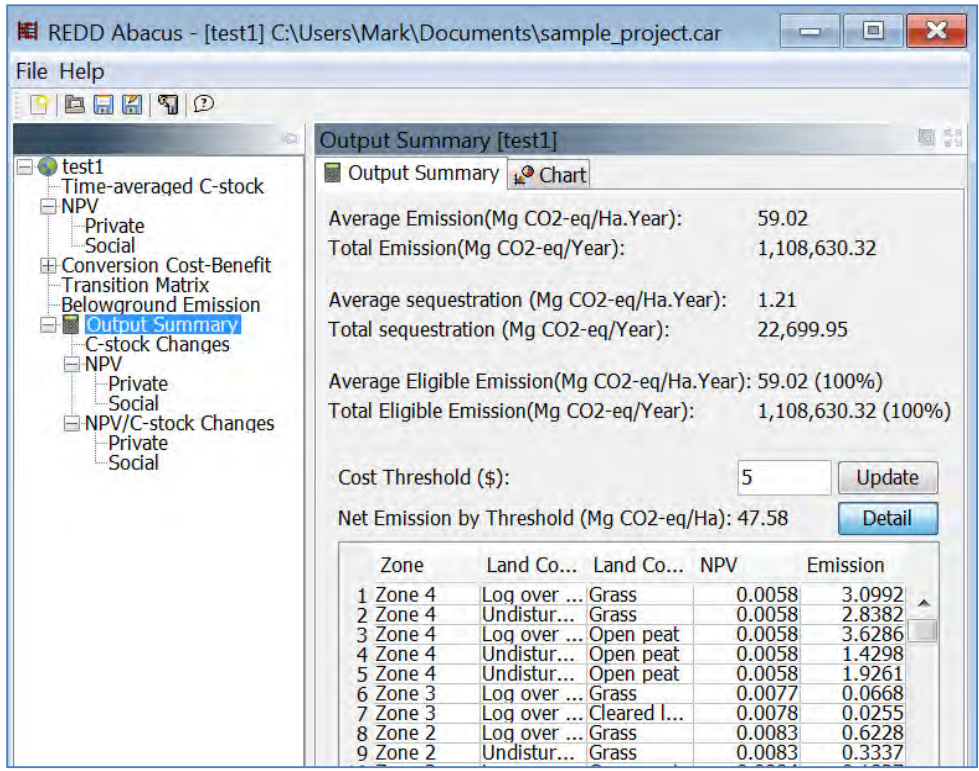 REDD Abacus - [test1] C:\Users\Mark\Documents\sample_project.car
File Help
Output Summary [test1]
test1
Time-averaged C-stock
NPV
Private
Social
Conversion Cost-Benefit
Transition Matrix
Belowground Emission
Output Summary
C-stock Changes
NPV
Private
Social
NPV/C-stock Changes
Private
Social
Output Summary Chart
Average Emission(Mg CO2-eq/Ha.Year): 59.02
Total Emission(Mg CO2-eq/Year): 1,108,630.32
Average sequestration (Mg CO2-eq/Ha.Year): 1.21
Total sequestration (Mg CO2-eq/Year): 22,699.95
Average Eligible Emission(Mg CO2-eq/Ha.Year): 59.02 (100%)
Total Eligible Emission(Mg CO2-eq/Year): 1,108,630.32 (100%)
Cost Threshold ($): 5 Update
Net Emission by Threshold (Mg CO2-eq/Ha): 47.58 Detail
Zone Land Co... Land Co... NPV Emission
1 Zone 4 Log over ... Grass 0.0058 3.0992
2 Zone 4 Undistur... Grass 0.0058 2.8382
3 Zone 4 Log over ... Open peat 0.0058 3.6286
4 Zone 4 Undistur... Open peat 0.0058 1.4298
5 Zone 4 Undistur... Open peat 0.0058 1.9261
6 Zone 3 Log over ... Grass 0.0077 0.0668
7 Zone 3 Log over ... Cleared l... 0.0078 0.0255
8 Zone 2 Log over ... Grass 0.0083 0.6228
9 Zone 2 Undistur... Grass 0.0083 0.3337